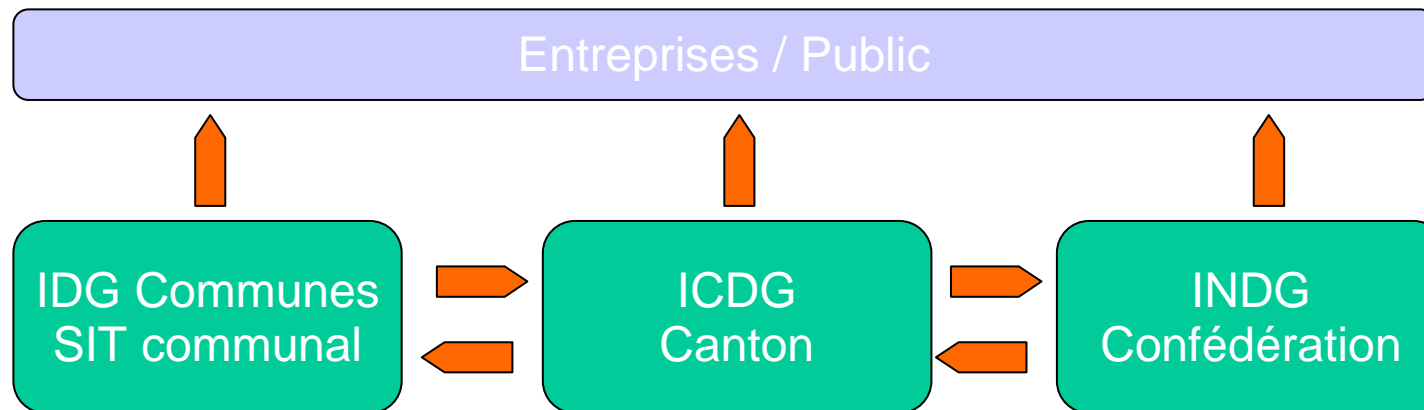 Entreprises / Public
IDG Communes
SIT communal
ICDG
Canton
INDG
Confédération